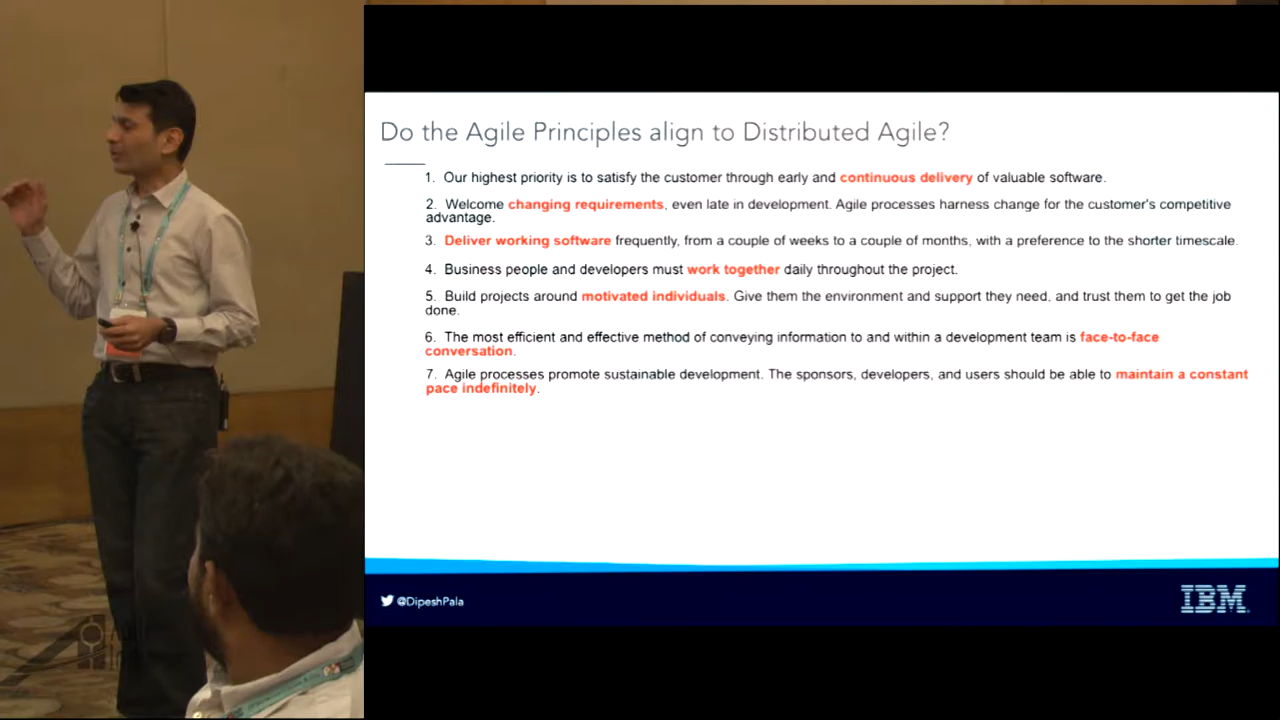 Do the Agile Principles align to Distributed Agile?
1. Our highest priority is to satisfy the customer through early and continuous delivery of valuable software.
2. Welcome changing requirements, even late in development. Agile processes harness change for the customer's competitive
advantage.
3. Deliver working software frequently, from a couple of weeks to a couple of months, with a preference to the shorter timescale.
4. Business people and developers must work together daily throughout the project.
5. Build projects around motivated individuals. Give them the environment and support they need, and trust them to get the job
done.
6. The most efficient and effective method of conveying information to and within a development team is face-to-face
conversation.
7. Agile processes promote sustainable development. The sponsors, developers, and users should be able to maintain a constant
pace indefinitely.
@DipeshPala
IBM